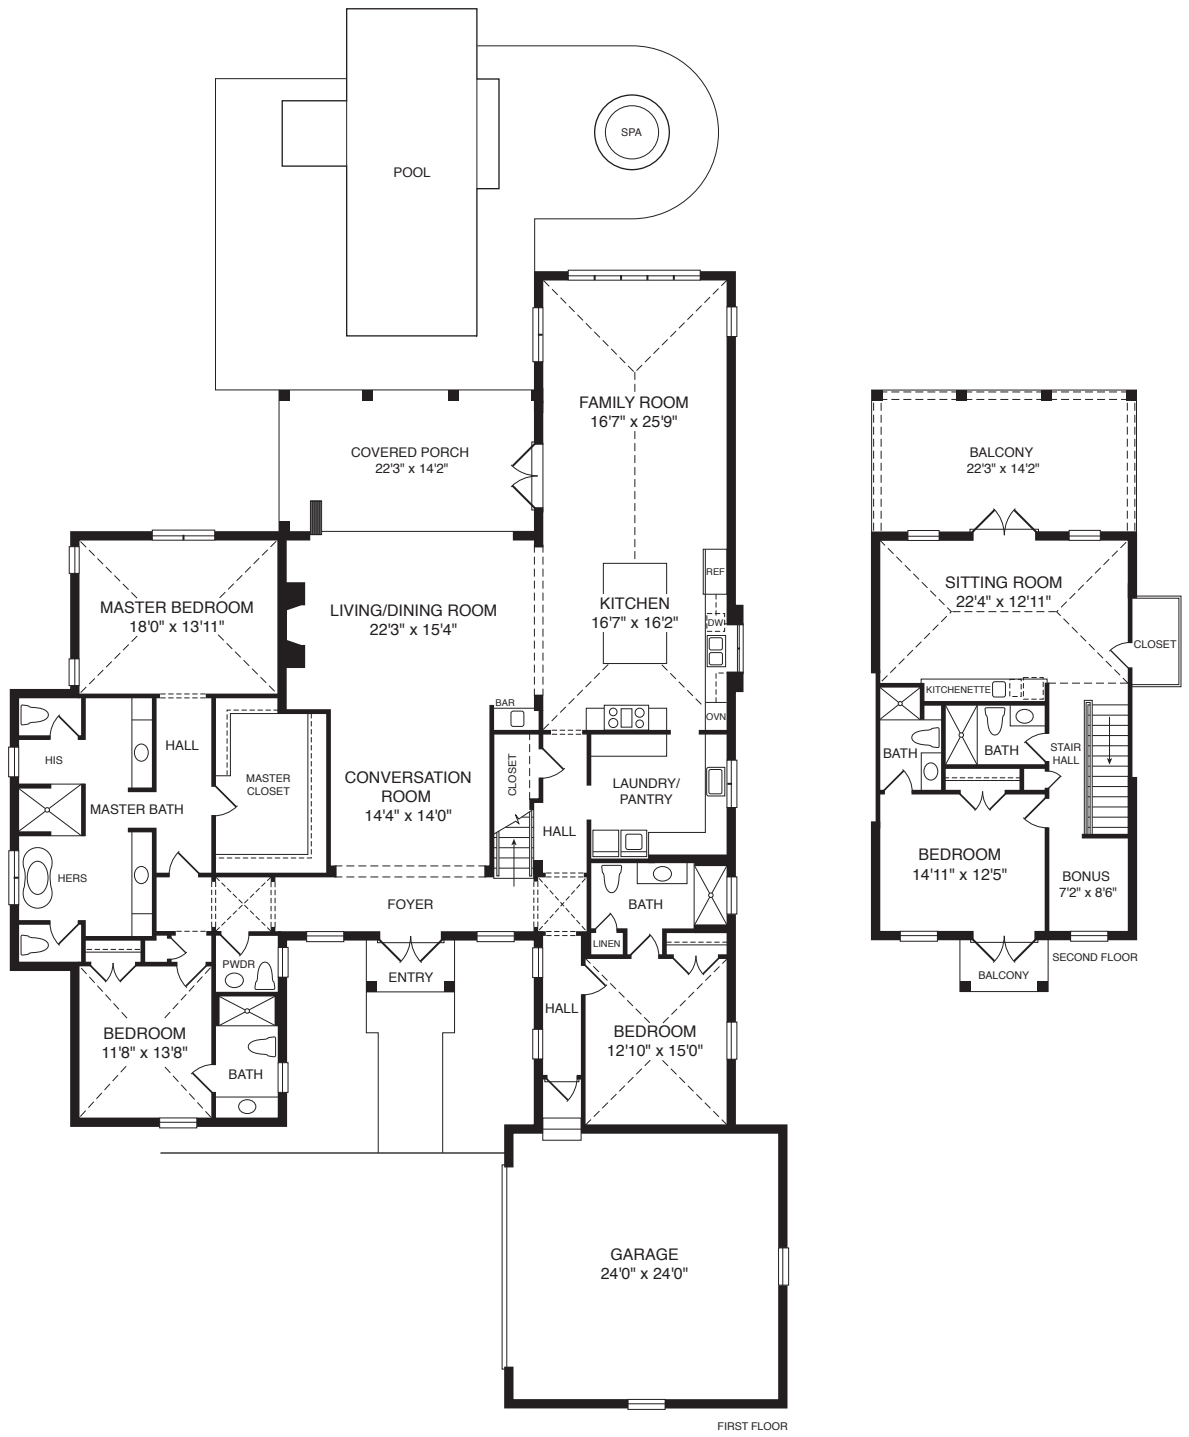 POOL
SPA
FAMILY ROOM
16'7" x 25'9"
COVERED PORCH
22'3" x 14'2"
MASTER BEDROOM
18'0" x 13'11"
LIVING/DINING ROOM
22'3" x 15'4"
KITCHEN
16'7" x 16'2"
REF
DW
OVN
BAR
HIS
HALL
MASTER BATH
HERS
MASTER
CLOSET
CONVERSATION
ROOM
14'4" x 14'0"
CLOSET
HALL
LAUNDRY/
PANTRY
FOYER
BATH
LINEN
PWDR
ENTRY
HALL
BEDROOM
11'8" x 13'8"
BATH
BEDROOM
12'10" x 15'0"
GARAGE
24'0" x 24'0"
FIRST FLOOR
BALCONY
22'3" x 14'2"
SITTING ROOM
22'4" x 12'11"
CLOSET
KITCHENETTE
BATH
BATH
STAIR
HALL
BEDROOM
14'11" x 12'5"
BONUS
7'2" x 8'6"
BALCONY
SECOND FLOOR